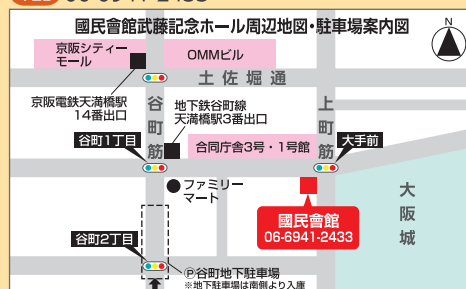 國民會館武藤記念ホール周辺地図・駐車場案内図
N
京阪シティー
モール
OMMビル
土佐堀通
京阪電鉄天満橋駅
14番出口
谷町筋
地下鉄谷町線
天満橋駅3番出口
上町筋
谷町1丁目
合同庁舎3号・1号館
大手前
ファミリー
マート
國民會館
06-6941-2433
大阪城
谷町2丁目
Ⓟ谷町地下駐車場
※地下駐車場は南側より入庫